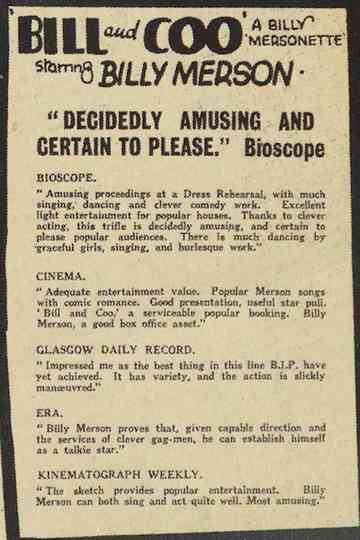 'BILL and COO' A BILLY
'MERSONETTE'
starring BILLY MERSON.
"DECIDEDLY AMUSING AND
CERTAIN TO PLEASE." Bioscope
BIOSCOPE.
"Amusing proceedings at a Dress Rehearsal, with much
singing, dancing and clever comedy work. Excellent
light entertainment for popular houses. Thanks to clever
acting, this trifle is decidedly amusing, and certain to
please popular audiences. There is much dancing by
graceful girls, singing, and burlesque work."
CINEMA.
"Adequate entertainment value. Popular Merson songs
with comic romance. Good presentation, useful star pull.
'Bill and Coo,' a serviceable popular booking. Billy
Merson, a good box office asset."
GLASGOW DAILY RECORD.
"Impressed me as the best thing in this line B.I.P. have
yet achieved. It has variety, and the action is slickly
manœuvred."
ERA.
"Billy Merson proves that, given capable direction and
the services of clever gag-men, he can establish himself
as a talkie star."
KINEMATOGRAPH WEEKLY.
"The sketch provides popular entertainment. Billy
Merson can both sing and act quite well. Most amusing."